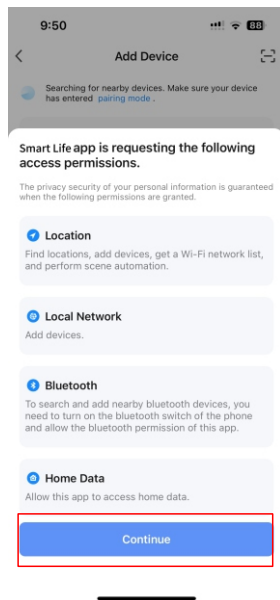 9:50
88
Add Device
Searching for nearby devices. Make sure your device
has entered pairing mode .
Smart Life app is requesting the following
access permissions.
The privacy security of your personal information is guaranteed
when the following permissions are granted.
Location
Find locations, add devices, get a Wi-Fi network list,
and perform scene automation.
Local Network
Add devices.
Bluetooth
To search and add nearby bluetooth devices, you
need to turn on the bluetooth switch of the phone
and allow the bluetooth permission of this app.
Home Data
Allow this app to access home data.
Continue